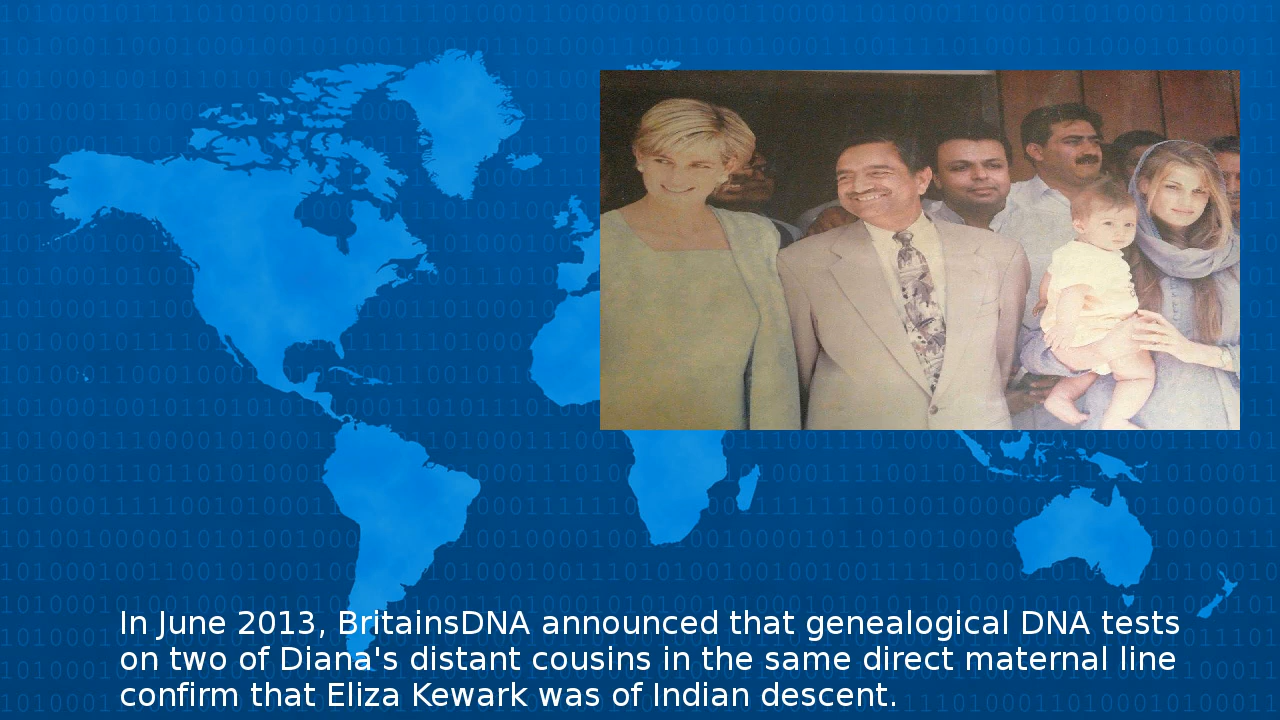 In June 2013, BritainsDNA announced that genealogical DNA tests
on two of Diana's distant cousins in the same direct maternal line
confirm that Eliza Kewark was of Indian descent.